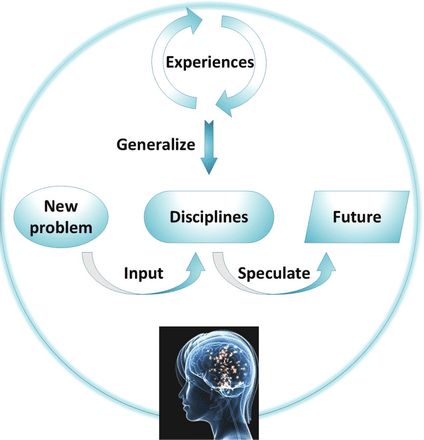 Experiences
Generalize
New
problem
Disciplines
Future
Input
Speculate